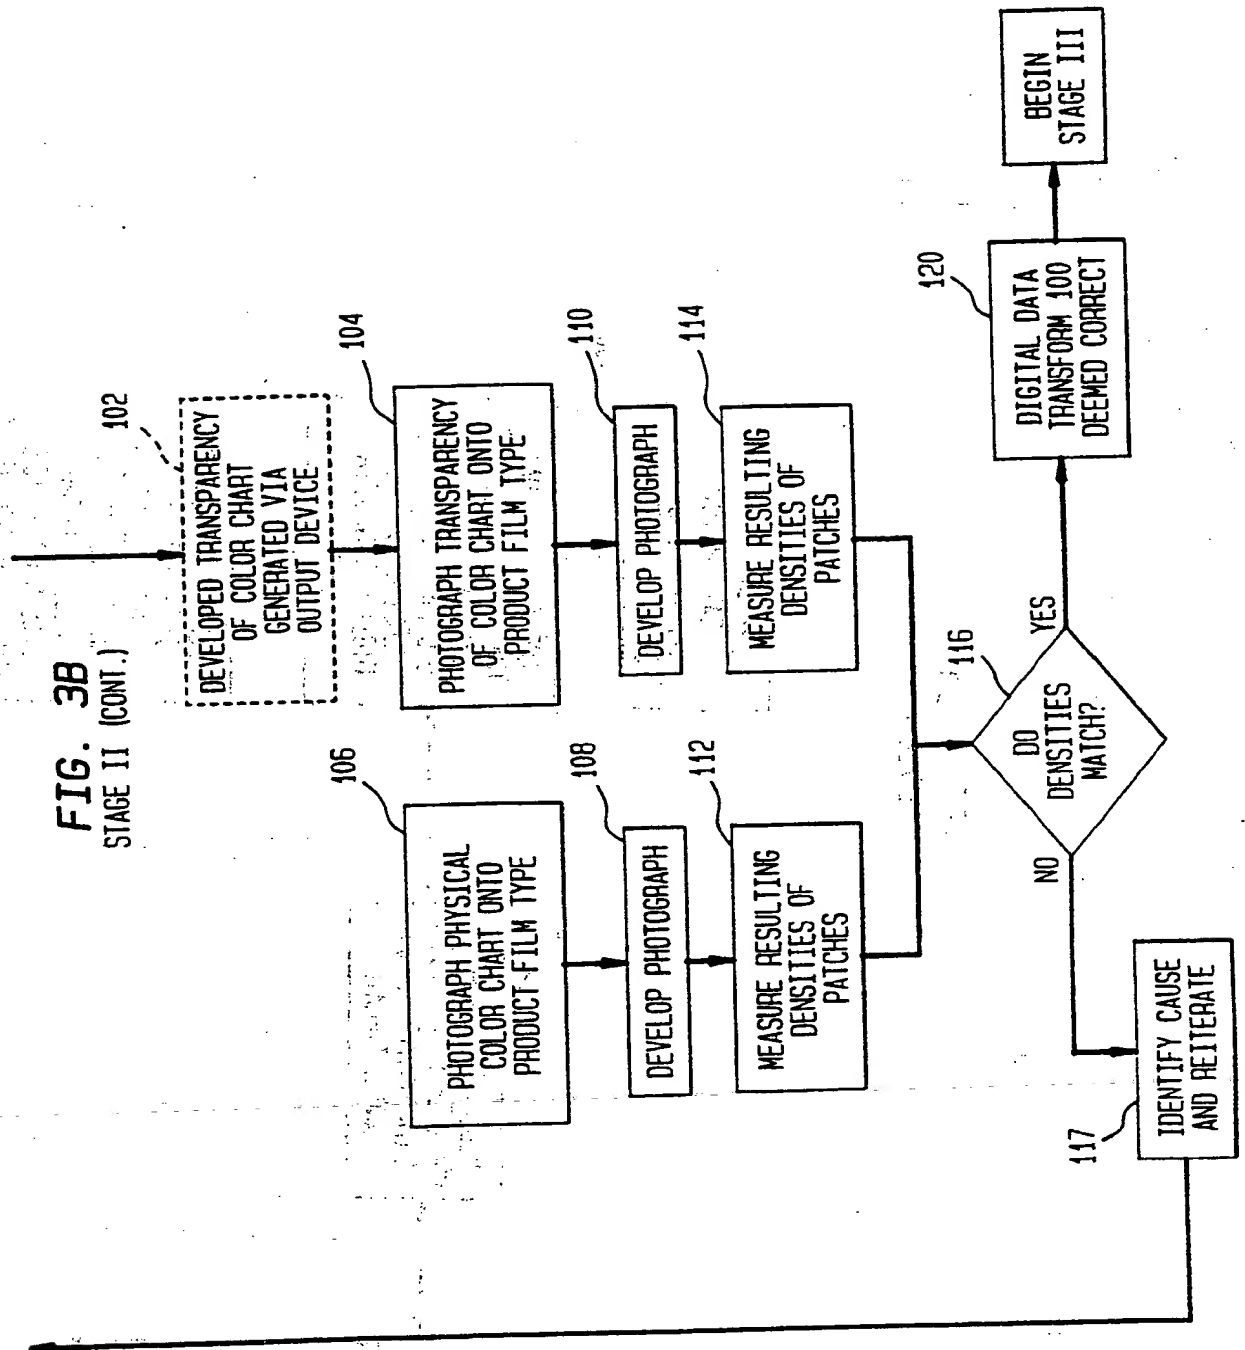 FIG. 3B
STAGE II (CONT.)
102
DEVELOPED TRANSPARENCY
OF COLOR CHART
GENERATED VIA
OUTPUT DEVICE
106
PHOTOGRAPH PHYSICAL
COLOR CHART ONTO
PRODUCT FILM TYPE
104
PHOTOGRAPH TRANSPARENCY
OF COLOR CHART ONTO
PRODUCT FILM TYPE
108
DEVELOP PHOTOGRAPH
110
DEVELOP PHOTOGRAPH
112
MEASURE RESULTING
DENSITIES OF
PATCHES
114
MEASURE RESULTING
DENSITIES OF
PATCHES
116
DO
DENSITIES
MATCH?
NO
YES
117
IDENTIFY CAUSE
AND REITERATE
120
DIGITAL DATA
TRANSFORM 100
DEEMED CORRECT
BEGIN
STAGE III